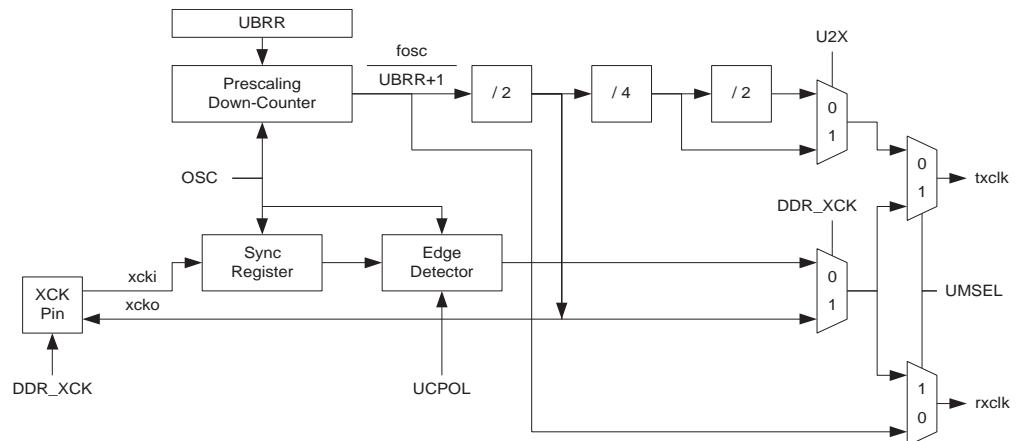 UBRR
fosc
U2X
Prescaling
Down-Counter
UBRR+1
/ 2
/ 4
/ 2
0
1
OSC
0
1
txclk
DDR_XCK
Sync
Register
Edge
Detector
0
1
xcki
XCK
Pin
xcko
UMSEL
DDR_XCK
UCPOL
1
0
rxclk